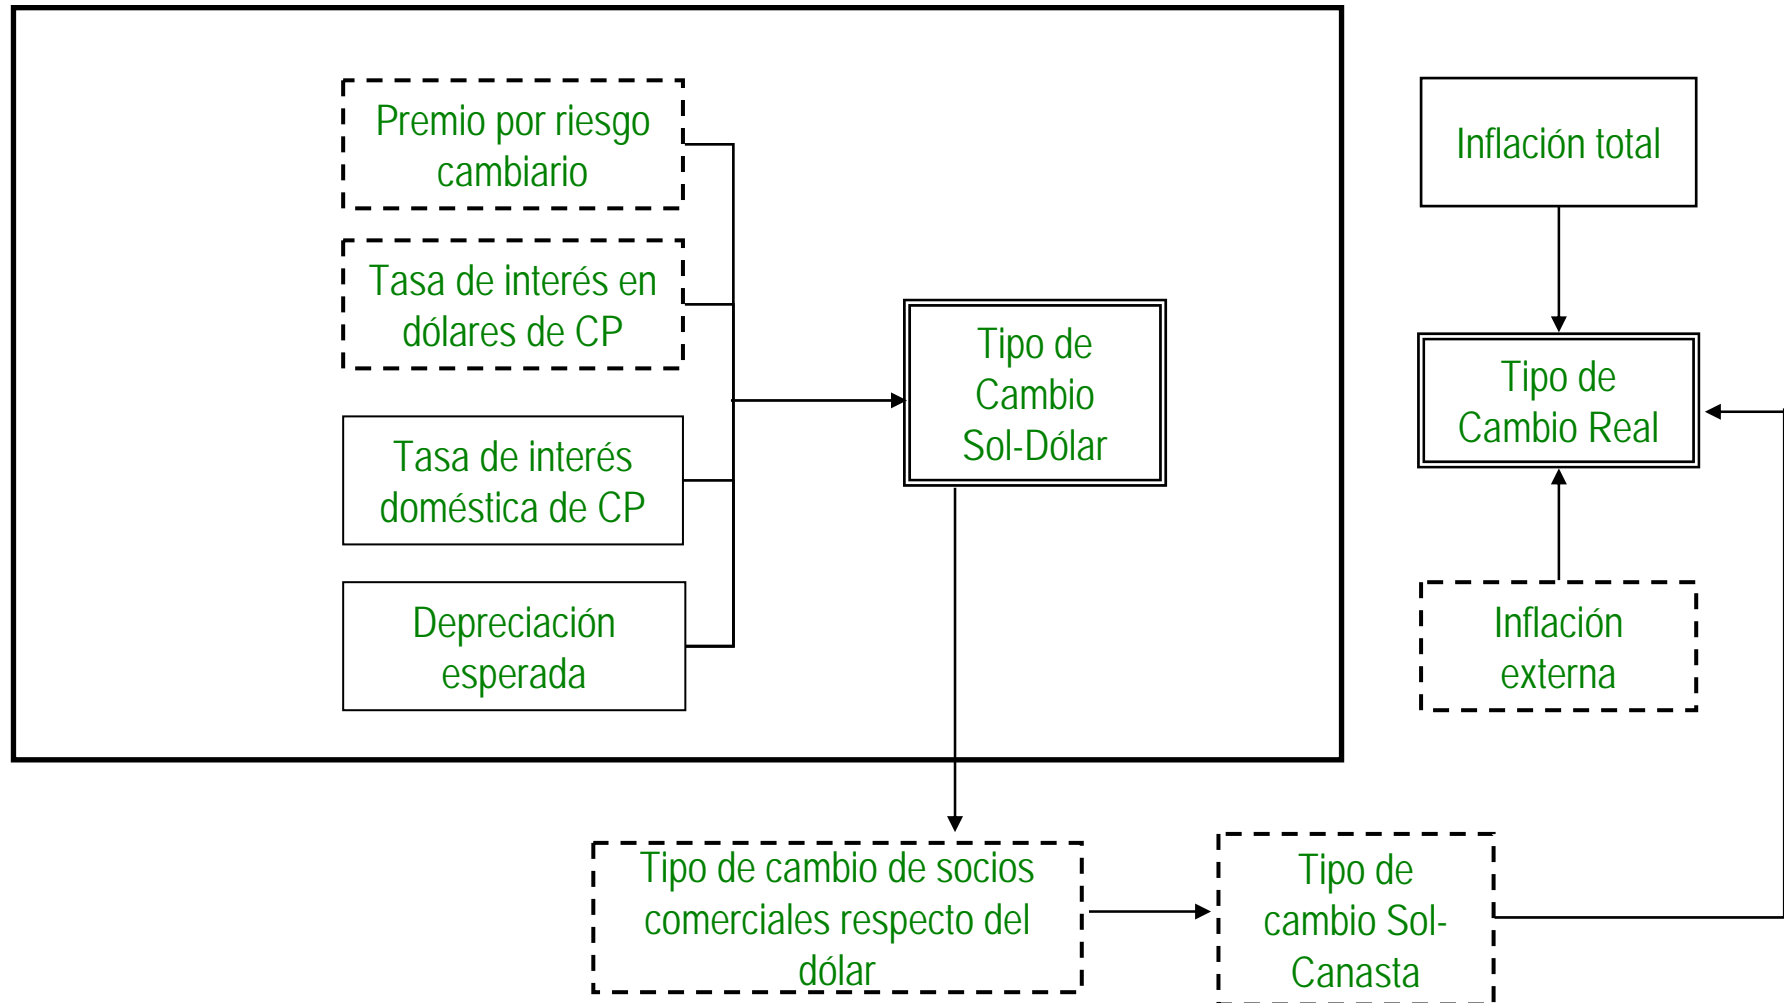 Premio por riesgo
cambiario
Tasa de interés en
dólares de CP
Tasa de interés
doméstica de CP
Depreciación
esperada
Tipo de
Cambio
Sol-Dólar
Inflación total
Tipo de
Cambio Real
Inflación
externa
Tipo de cambio de socios
comerciales respecto del
dólar
Tipo de
cambio Sol-
Canasta